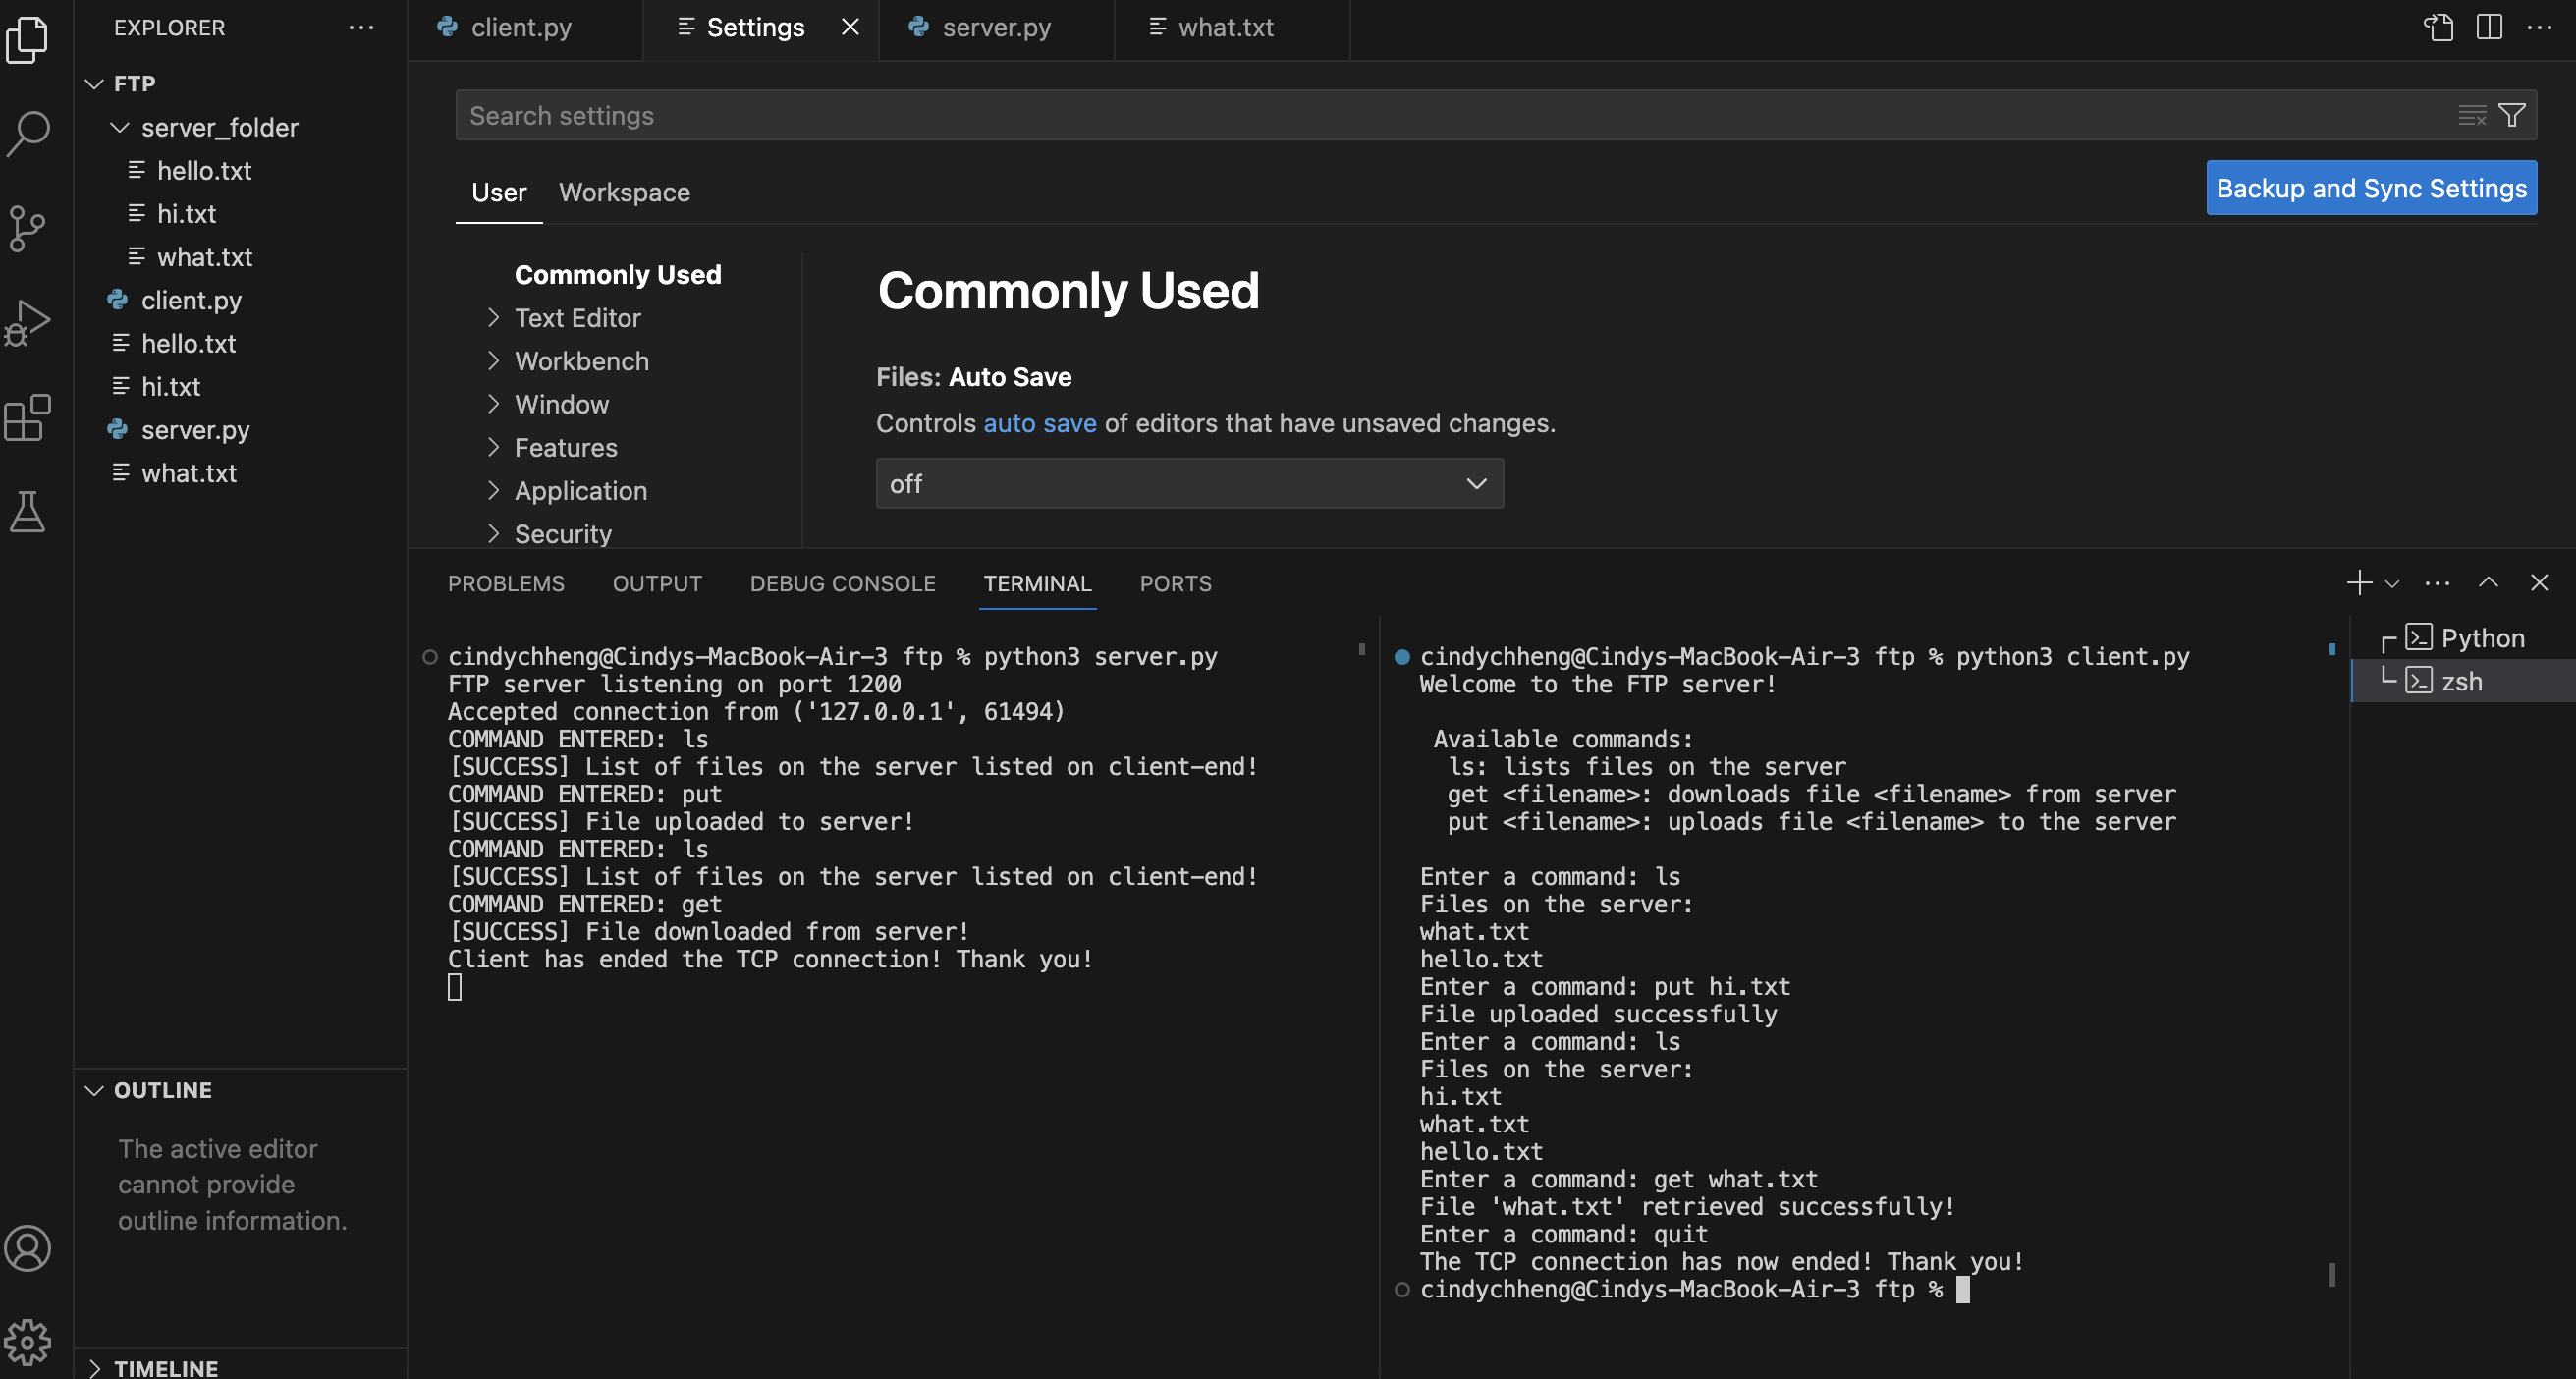 EXPLORER
FTP
server_folder
hello.txt
hi.txt
what.txt
client.py
hello.txt
hi.txt
server.py
what.txt
OUTLINE
The active editor
cannot provide
outline information.
TIMELINE
client.py
Settings
server.py
what.txt
Search settings
User
Workspace
Backup and Sync Settings
Commonly Used
Text Editor
Workbench
Window
Features
Application
Security
Commonly Used
Files: Auto Save
Controls auto save of editors that have unsaved changes.
off
PROBLEMS
OUTPUT
DEBUG CONSOLE
TERMINAL
PORTS
cindychheng@Cindys-MacBook-Air-3 ftp % python3 server.py
FTP server listening on port 1200
Accepted connection from ('127.0.0.1', 61494)
COMMAND ENTERED: ls
[SUCCESS] List of files on the server listed on client-end!
COMMAND ENTERED: put
[SUCCESS] File uploaded to server!
COMMAND ENTERED: ls
[SUCCESS] List of files on the server listed on client-end!
COMMAND ENTERED: get
[SUCCESS] File downloaded from server!
Client has ended the TCP connection! Thank you!
cindychheng@Cindys-MacBook-Air-3 ftp % python3 client.py
Welcome to the FTP server!
Available commands:
ls: lists files on the server
get <filename>: downloads file <filename> from server
put <filename>: uploads file <filename> to the server
Enter a command: ls
Files on the server:
what.txt
hello.txt
Enter a command: put hi.txt
File uploaded successfully
Enter a command: ls
Files on the server:
hi.txt
what.txt
hello.txt
Enter a command: get what.txt
File 'what.txt' retrieved successfully!
Enter a command: quit
The TCP connection has now ended! Thank you!
cindychheng@Cindys-MacBook-Air-3 ftp %
Python
zsh